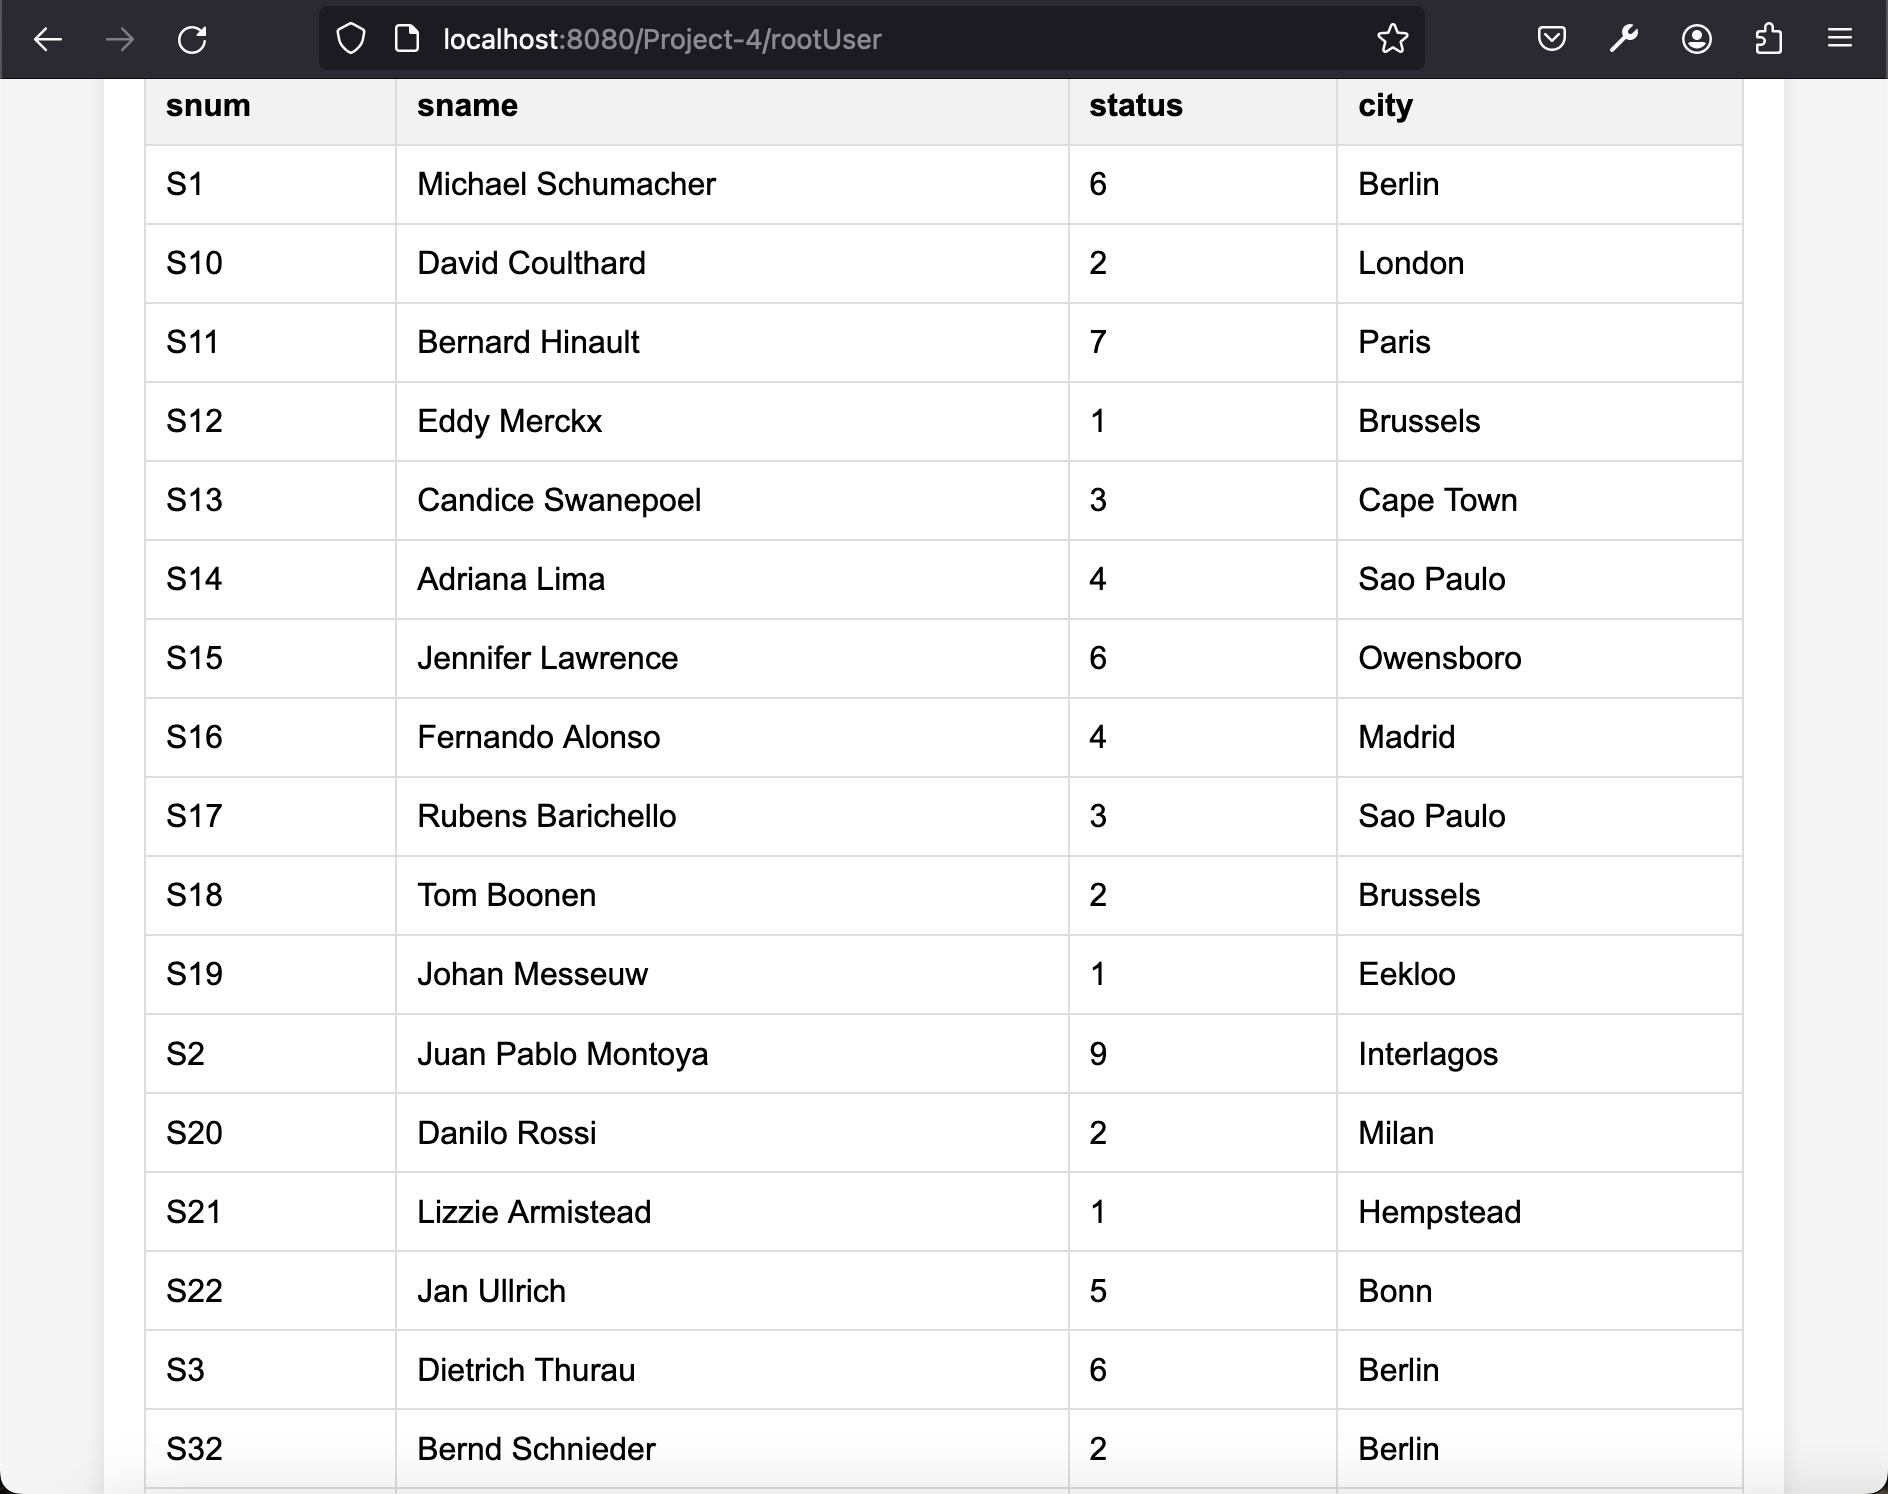 localhost:8080/Project-4/rootUser
snum sname status city
S1 Michael Schumacher 6 Berlin
S10 David Coulthard 2 London
S11 Bernard Hinault 7 Paris
S12 Eddy Merckx 1 Brussels
S13 Candice Swanepoel 3 Cape Town
S14 Adriana Lima 4 Sao Paulo
S15 Jennifer Lawrence 6 Owensboro
S16 Fernando Alonso 4 Madrid
S17 Rubens Barichello 3 Sao Paulo
S18 Tom Boonen 2 Brussels
S19 Johan Messeuw 1 Eekloo
S2 Juan Pablo Montoya 9 Interlagos
S20 Danilo Rossi 2 Milan
S21 Lizzie Armistead 1 Hempstead
S22 Jan Ullrich 5 Bonn
S3 Dietrich Thurau 6 Berlin
S32 Bernd Schnieder 2 Berlin